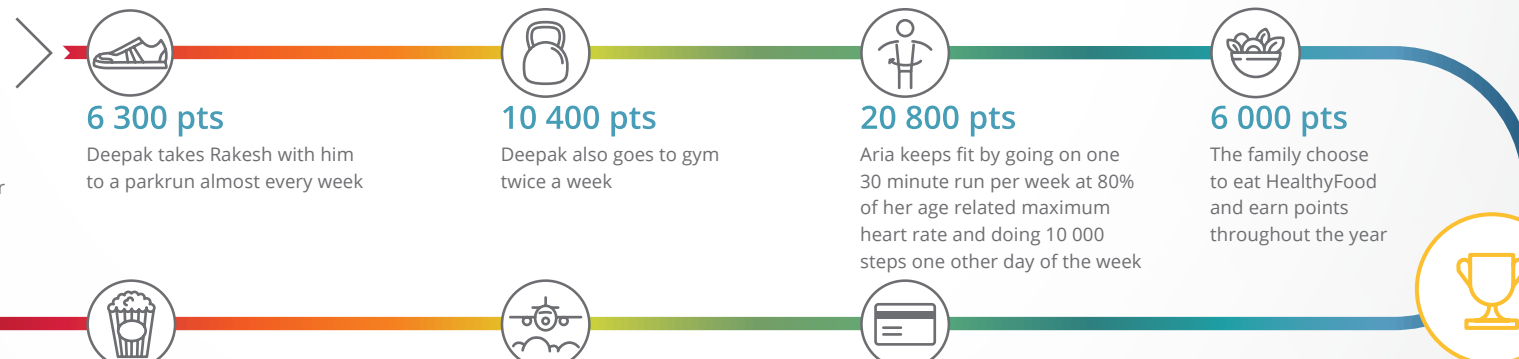 6 300 pts
Deepak takes Rakesh with him
to a parkrun almost every week
10 400 pts
Deepak also goes to gym
twice a week
20 800 pts
Aria keeps fit by going on one
30 minute run per week at 80%
of her age related maximum
heart rate and doing 10 000
steps one other day of the week
6 000 pts
The family choose
to eat HealthyFood
and earn points
throughout the year